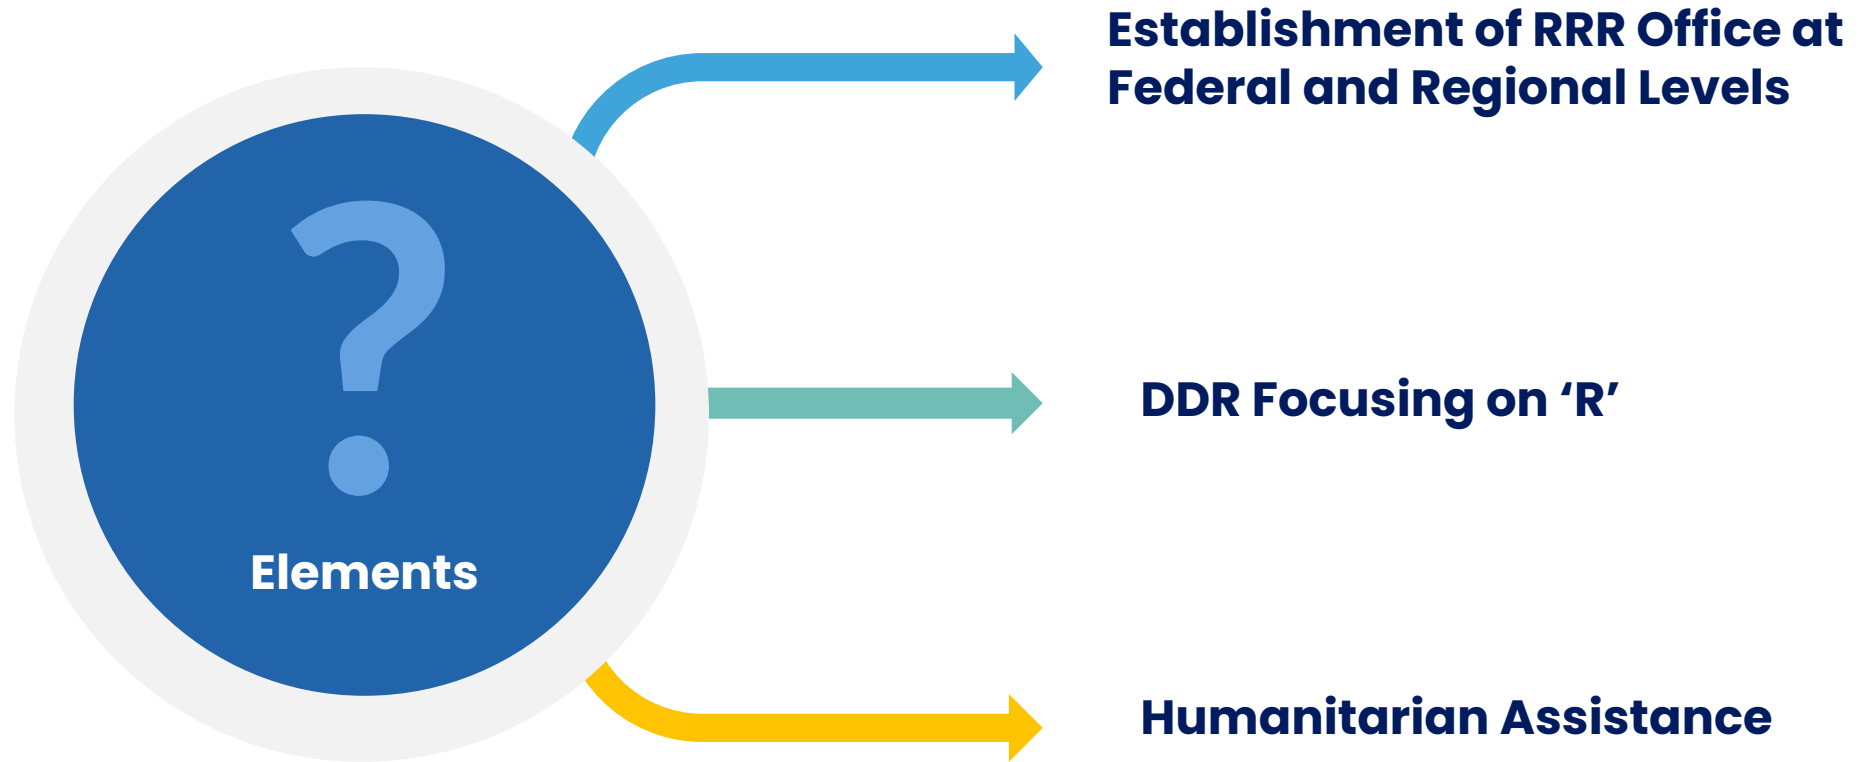 Establishment of RRR Office at
Federal and Regional Levels
?
Elements
DDR Focusing on ‘R’
Humanitarian Assistance